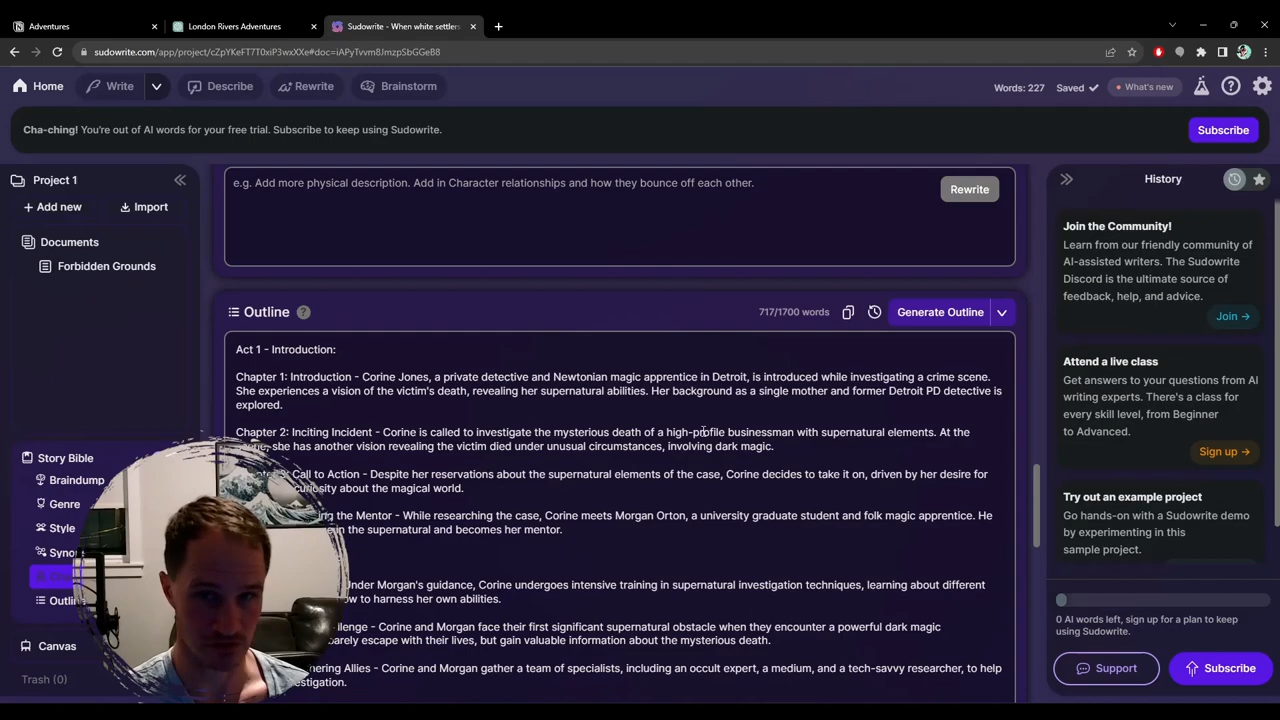 Adventures
London Rivers Adventures
Sudowrite - When white settlers
sudowrite.com/app/project/cZpYKeFT7T0xiP3wxXXe#doc=iAPyTvvm8JmzpSbGGeB8
Home
Write
Describe
Rewrite
Brainstorm
Words: 227
Saved
What's new
Cha-ching! You're out of AI words for your free trial. Subscribe to keep using Sudowrite.
Subscribe
Project 1
Add new
Import
Documents
Forbidden Grounds
Story Bible
Braindump
Genre
Style
Canvas
Trash (0)
e.g. Add more physical description. Add in Character relationships and how they bounce off each other.
Rewrite
Outline
717/1700 words
Generate Outline
Act 1 - Introduction:
Chapter 1: Introduction - Corine Jones, a private detective and Newtonian magic apprentice in Detroit, is introduced while investigating a crime scene.
She experiences a vision of the victim's death, revealing her supernatural abilities. Her background as a single mother and former Detroit PD detective is
explored.
Chapter 2: Inciting Incident - Corine is called to investigate the mysterious death of a high-profile businessman with supernatural elements. At the
she has another vision revealing the victim died under unusual circumstances, involving dark magic.
Call to Action - Despite her reservations about the supernatural elements of the case, Corine decides to take it on, driven by her desire for
curiosity about the magical world.
the Mentor - While researching the case, Corine meets Morgan Orton, a university graduate student and folk magic apprentice. He
in the supernatural and becomes her mentor.
Under Morgan's guidance, Corine undergoes intensive training in supernatural investigation techniques, learning about different
to harness her own abilities.
Corine and Morgan face their first significant supernatural obstacle when they encounter a powerful dark magic
barely escape with their lives, but gain valuable information about the mysterious death.
Allies - Corine and Morgan gather a team of specialists, including an occult expert, a medium, and a tech-savvy researcher, to help
History
Join the Community!
Learn from our friendly community of
AI-assisted writers. The Sudowrite
Discord is the ultimate source of
feedback, help, and advice.
Join →
Attend a live class
Get answers to your questions from AI
writing experts. There's a class for
every skill level, from Beginner
to Advanced.
Sign up →
Try out an example project
Go hands-on with a Sudowrite demo
by experimenting in this
sample project.
0 AI words left, sign up for a plan to keep
using Sudowrite.
Support
Subscribe